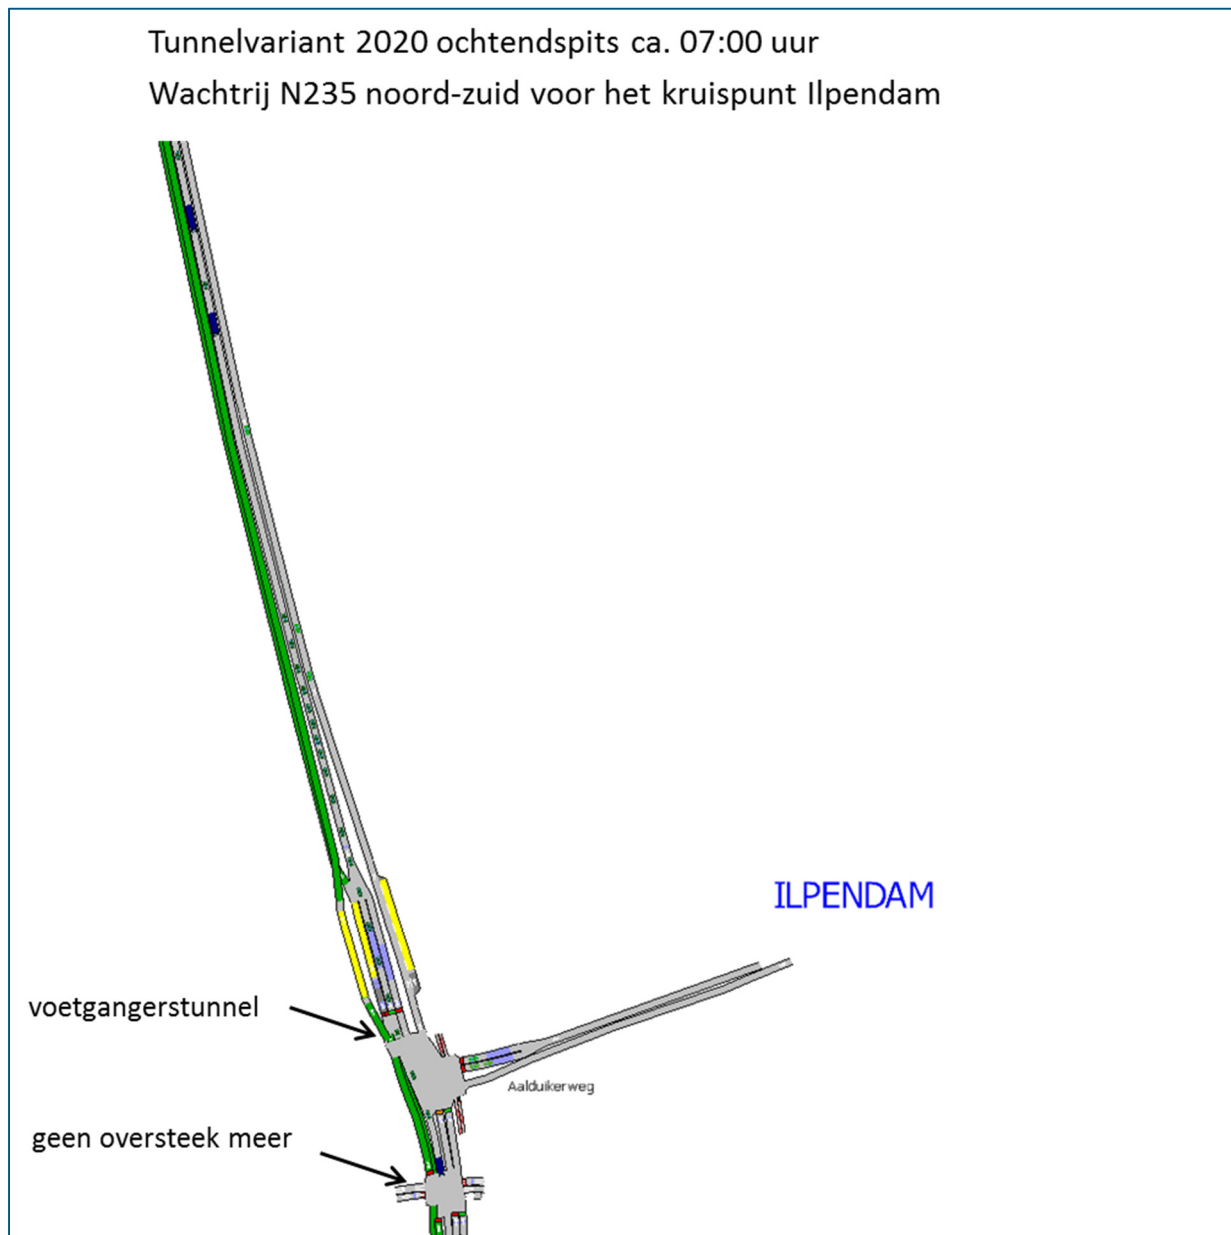 Tunnelvariant 2020 ochtendspits ca. 07:00 uur
Wachtrij N235 noord-zuid voor het kruispunt Ilpendam
ILPENDAM
voetgangerstunnel
Aalduikerweg
geen oversteek meer